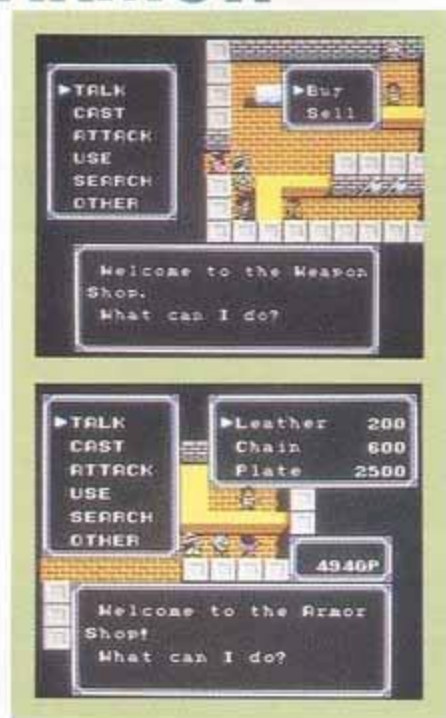 ►TALK
CAST
ATTACK
USE
SEARCH
OTHER
►Buy
Sell
Welcome to the Weapon
Shop.
What can I do?
►TALK
CAST
ATTACK
USE
SEARCH
OTHER
►Leather 200
Chain 600
Plate 2500
494GP
Welcome to the Armor
Shop!
What can I do?